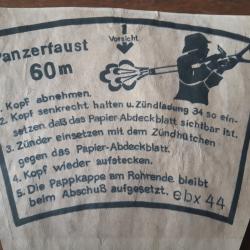 Vorsicht
Panzerfaust
60m
1. Kopf abnehmen.
2. Kopf senkrecht halten u. Zündladung 34 so ein-
setzen daß das Papier-Abdeckblatt sichtbar ist.
3. Zünder einsetzen mit dem Zündhütchen
gegen das Papier-Abdeckblatt.
4. Kopf wieder aufstecken.
5. Die Pappkappe am Rohrende bleibt
beim Abschuß aufgesetzt. ebx 44